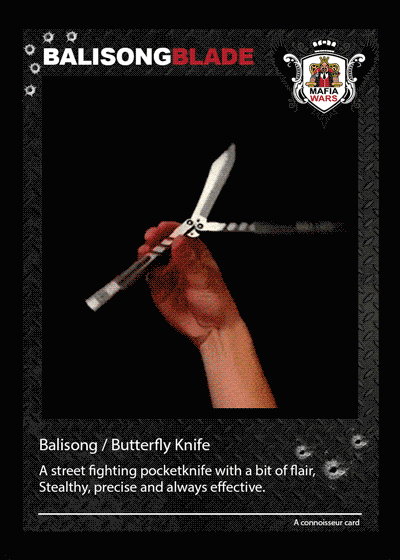 BALISONGBLADE
MAFIA
WARS
Balisong / Butterfly Knife
A street fighting pocketknife with a bit of flair,
Stealthy, precise and always effective.
A connoisseur card